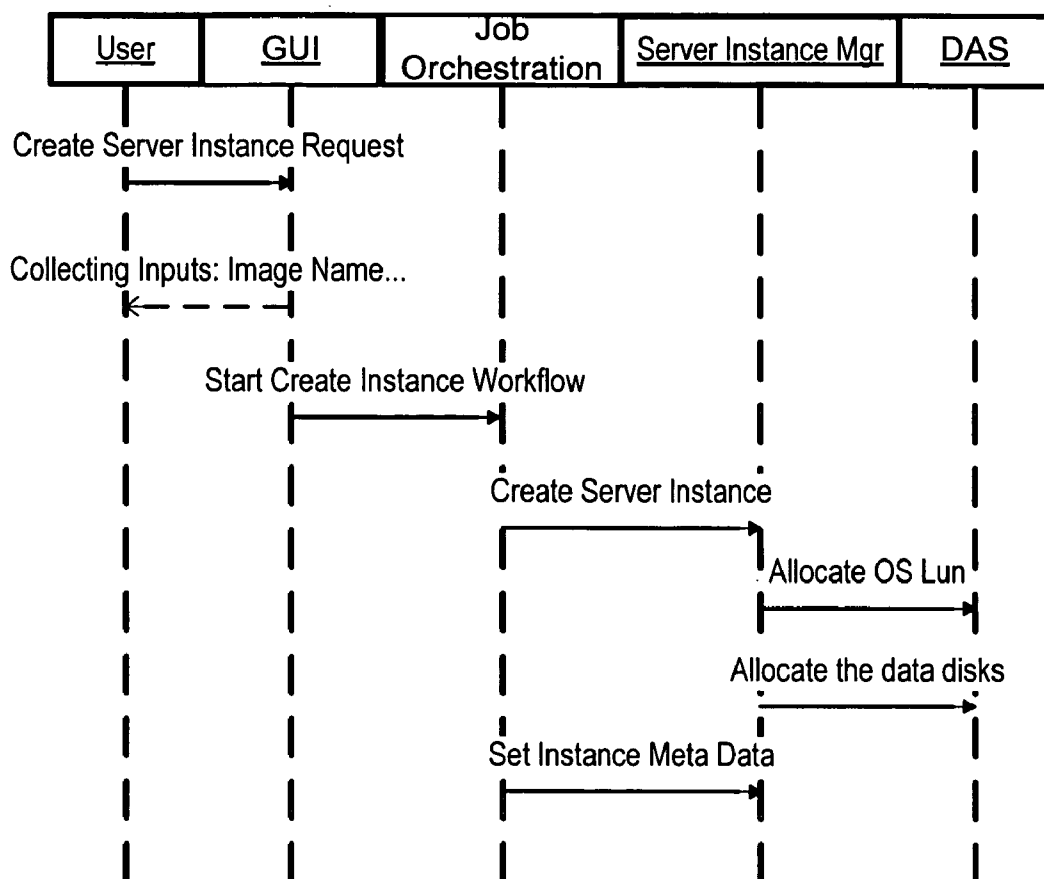 User
GUI
Job
Orchestration
Server Instance Mgr
DAS
Create Server Instance Request
Collecting Inputs: Image Name...
Start Create Instance Workflow
Create Server Instance
Allocate OS Lun
Allocate the data disks
Set Instance Meta Data